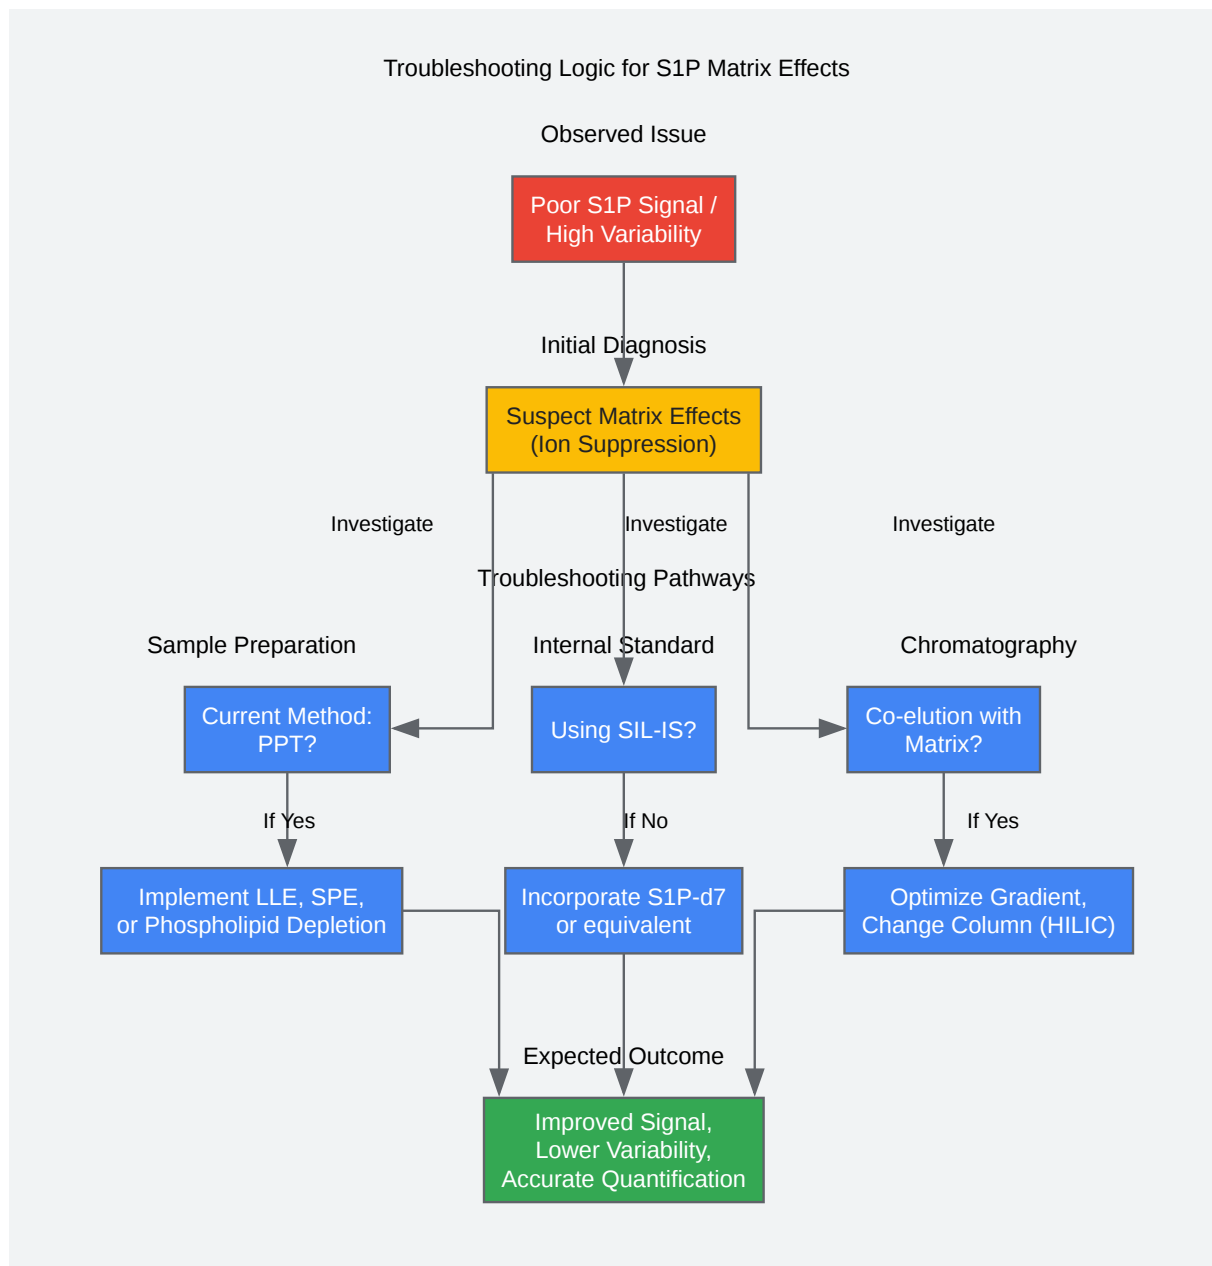 Troubleshooting Logic for S1P Matrix Effects
Observed Issue
Poor S1P Signal /
High Variability
Initial Diagnosis
Suspect Matrix Effects
(Ion Suppression)
Investigate
Investigate
Investigate
Troubleshooting Pathways
Sample Preparation
Internal Standard
Chromatography
Current Method:
PPT?
Using SIL-IS?
Co-elution with
Matrix?
If Yes
If No
If Yes
Implement LLE, SPE,
or Phospholipid Depletion
Incorporate S1P-d7
or equivalent
Optimize Gradient,
Change Column (HILIC)
Expected Outcome
Improved Signal,
Lower Variability,
Accurate Quantification